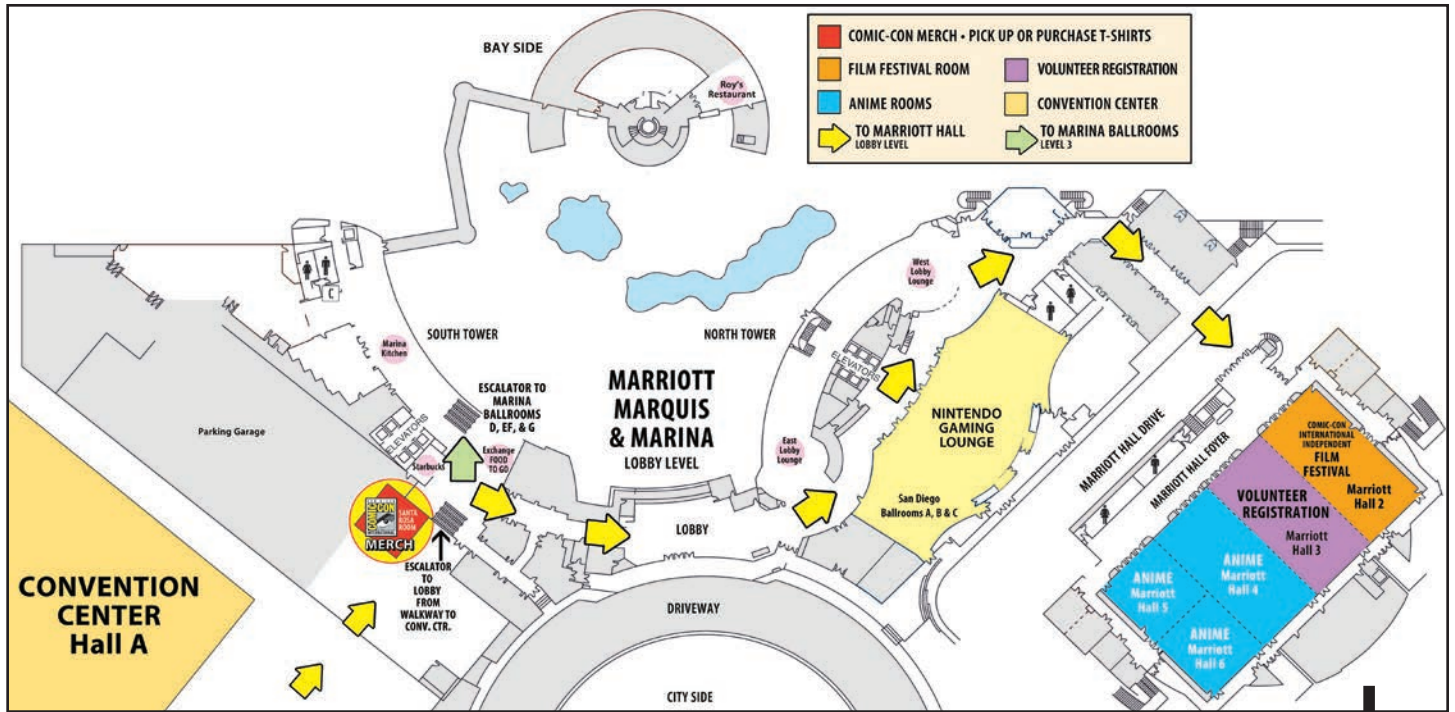 BAY SIDE
Roy's
Restaurant
COMIC-CON MERCH • PICK UP OR PURCHASE T-SHIRTS
FILM FESTIVAL ROOM
VOLUNTEER REGISTRATION
ANIME ROOMS
CONVENTION CENTER
TO MARRIOTT HALL
LOBBY LEVEL
TO MARINA BALLROOMS
LEVEL 3
West
Lobby
Lounge
C
SOUTH TOWER
NORTH TOWER
Marina
Kitchen
ELEVATORS
ESCALATOR TO
MARINA
BALLROOMS
D, EF, & G
MARRIOTT
MARQUIS
& MARINA
LOBBY LEVEL
ELEVATORS
East
Lobby
Lounge
NINTENDO
GAMING
LOUNGE
San Diego
Ballrooms A, B & C
Parking Garage
Starbucks
Exchange
FOOD
TO GO
COMIC-CON
INTERNATIONAL
SANTA
ROSA
ROOM
MERCH
LOBBY
ESCALATOR
TO
LOBBY
FROM
WALKWAY TO
CONV. CTR.
CONVENTION
CENTER
Hall A
DRIVEWAY
CITY SIDE
MARRIOTT HALL DRIVE
MARRIOTT HALL FOYER
COMIC-CON
INTERNATIONAL
INDEPENDENT
FILM
FESTIVAL
Marriott
Hall 2
VOLUNTEER
REGISTRATION
Marriott
Hall 3
ANIME
Marriott
Hall 4
ANIME
Marriott
Hall 5
ANIME
Marriott
Hall 6